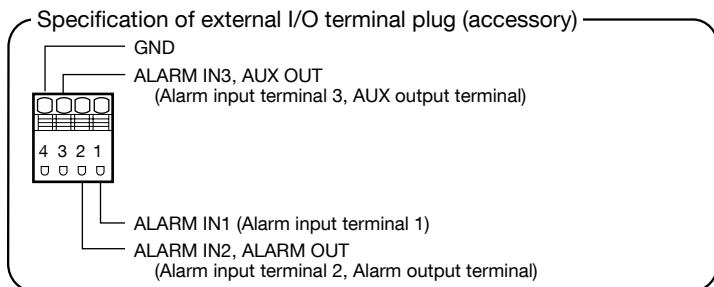 Specification of external I/O terminal plug (accessory)
GND
ALARM IN3, AUX OUT
(Alarm input terminal 3, AUX output terminal)
4 3 2 1
ALARM IN1 (Alarm input terminal 1)
ALARM IN2, ALARM OUT
(Alarm input terminal 2, Alarm output terminal)